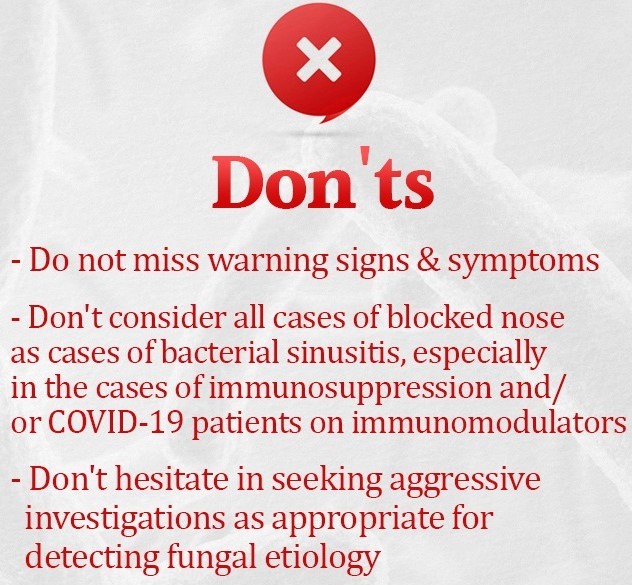 Don'ts
- Do not miss warning signs & symptoms
- Don't consider all cases of blocked nose
as cases of bacterial sinusitis, especially
in the cases of immunosuppression and/
or COVID-19 patients on immunomodulators
- Don't hesitate in seeking aggressive
investigations as appropriate for
detecting fungal etiology